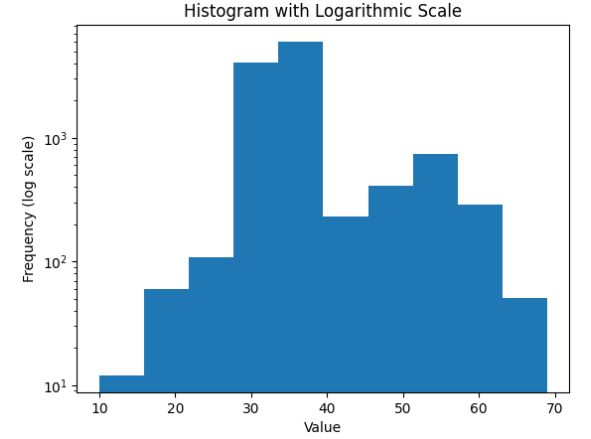 Histogram with Logarithmic Scale
Frequency (log scale)
10³
10²
10¹
10 20 30 40 50 60 70
Value